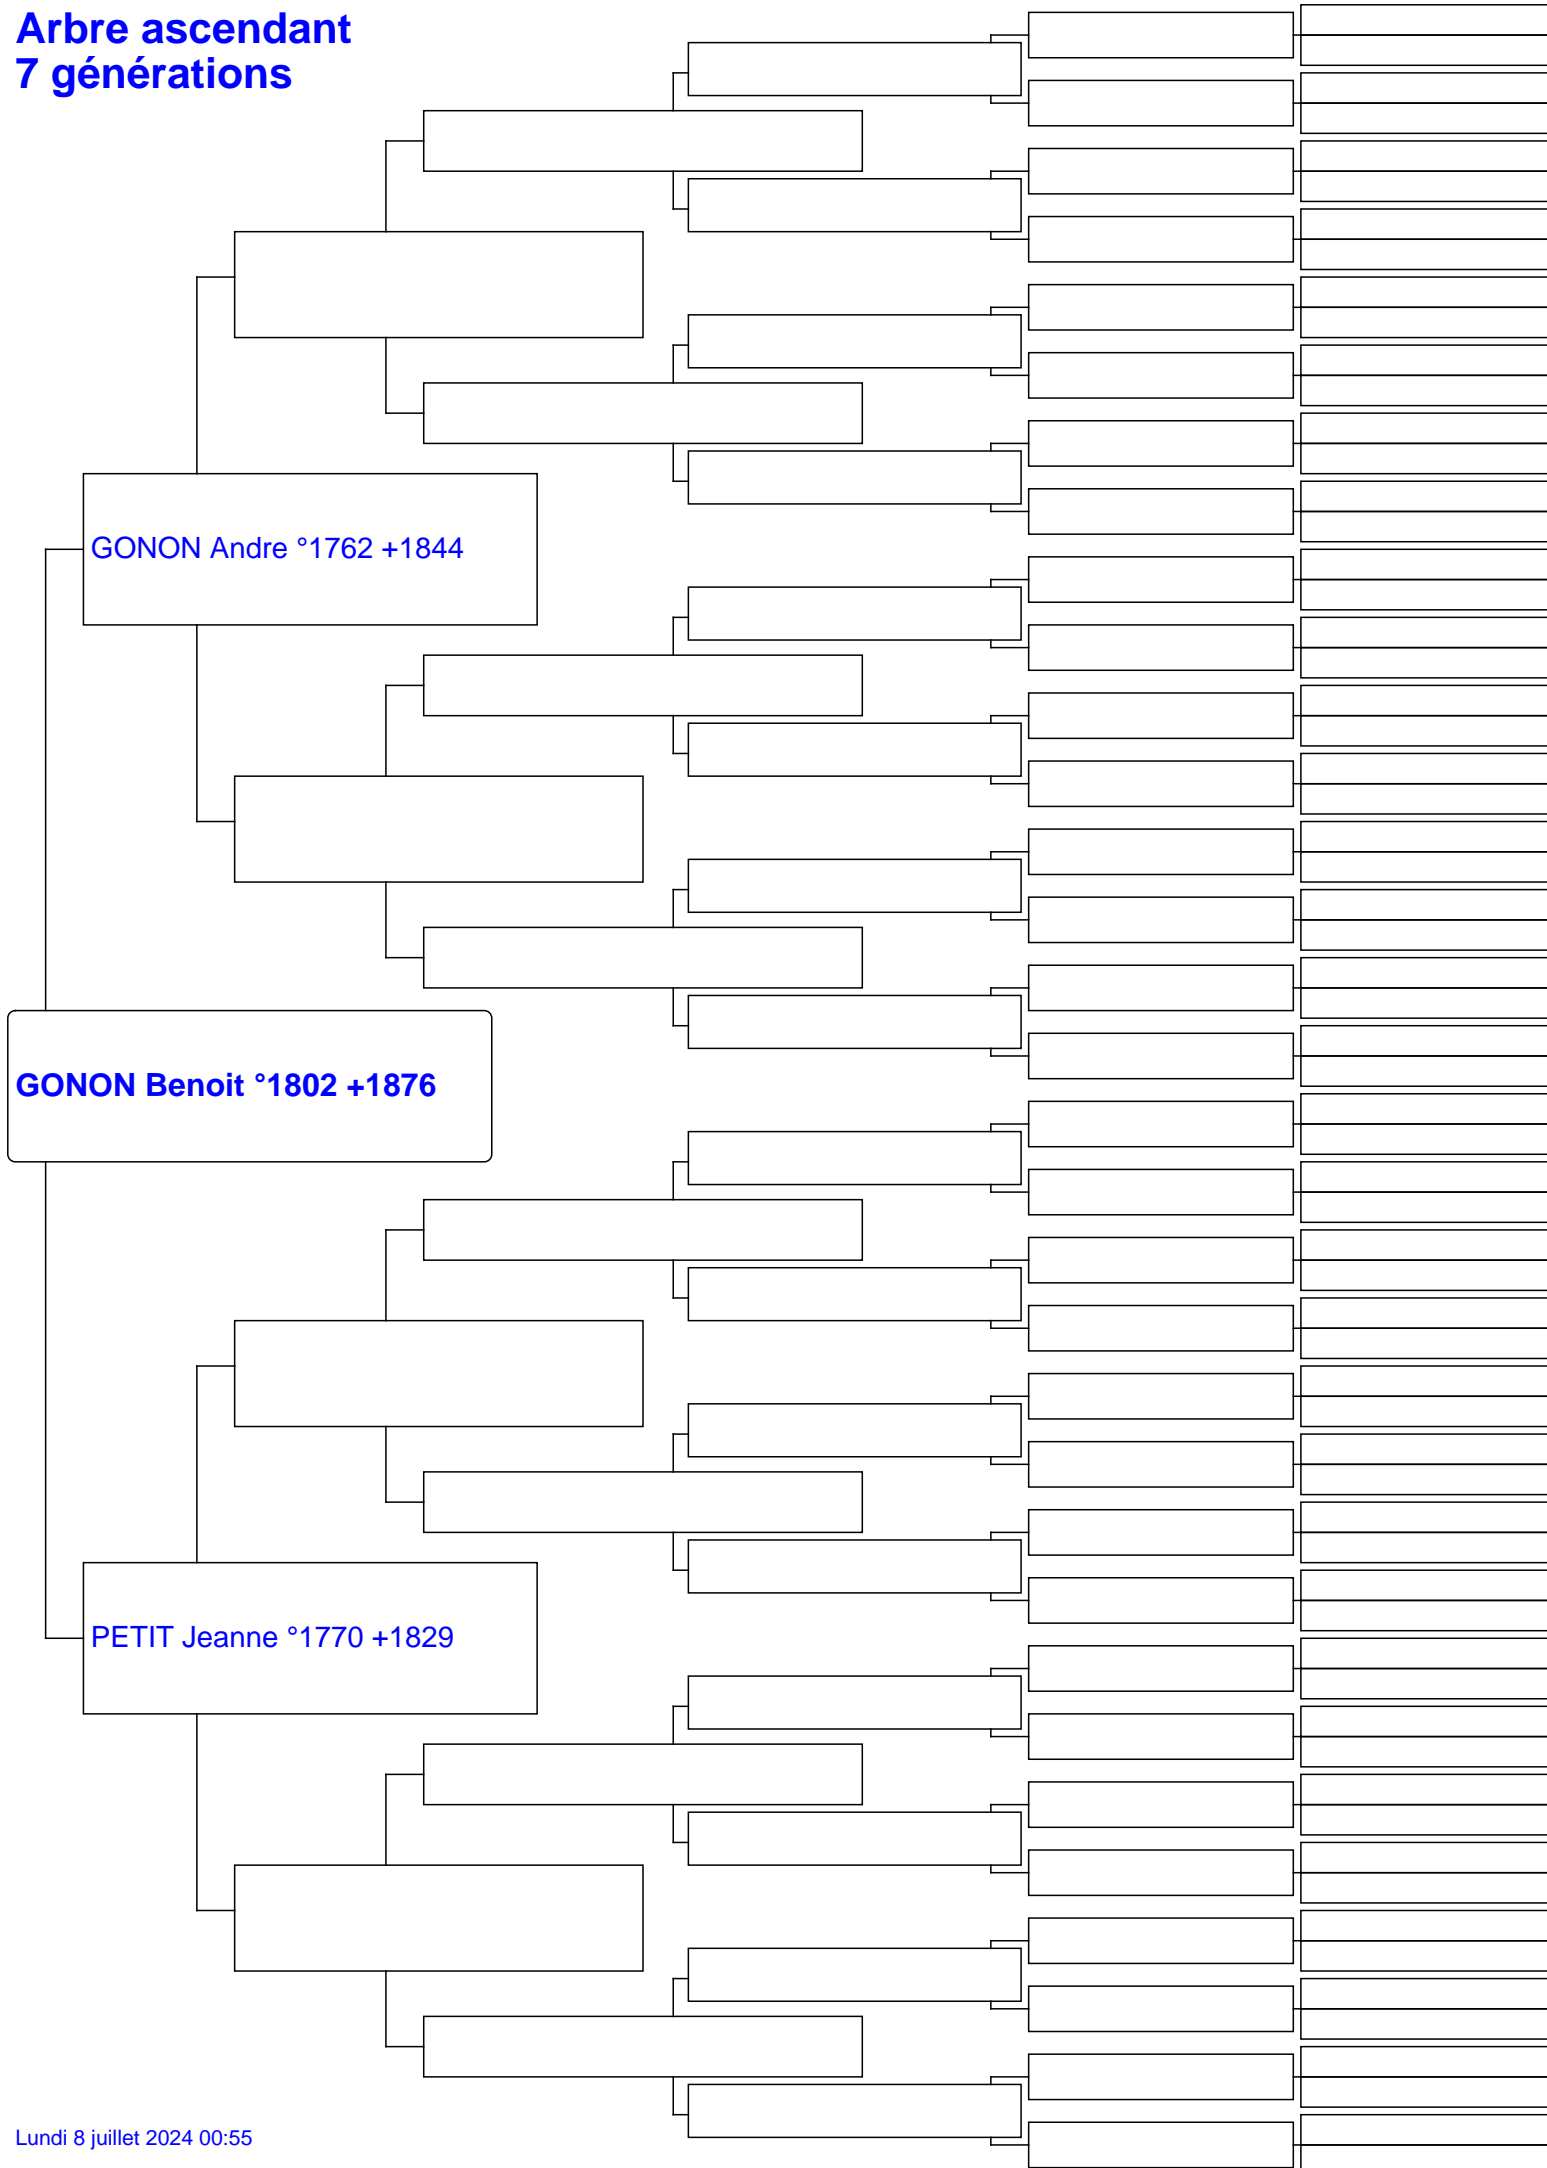 Arbre ascendant
7 générations
GONON Andre °1762 +1844
GONON Benoit °1802 +1876
PETIT Jeanne °1770 +1829
Lundi 8 juillet 2024 00:55